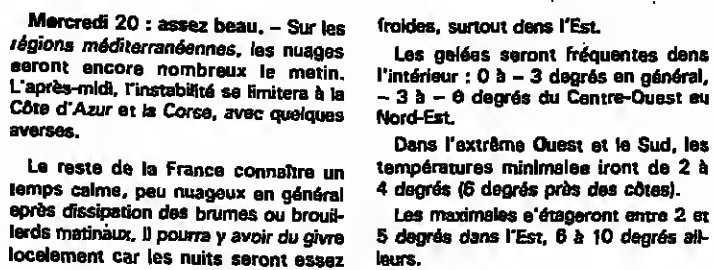 Mercredi 20 : assez beau. – Sur les
régions méditerranéennes, les nuages
seront encore nombreux le matin.
L'après-midi, l'instabilité se limitera à la
Côte d'Azur et la Corse, avec quelques
averses.
Le reste de la France connaîtra un
temps calme, peu nuageux en général
après dissipation des brumes ou brouil-
lards matinaux. Il pourra y avoir du givre
localement car les nuits seront assez
froides, surtout dans l'Est.
Les gelées seront fréquentes dans
l'intérieur : 0 à – 3 degrés en général,
– 3 à – 6 degrés du Centre-Ouest au
Nord-Est.
Dans l'extrême Ouest et le Sud, les
températures minimales iront de 2 à
4 degrés (6 degrés près des côtes).
Les maximales s'étageront entre 2 et
5 degrés dans l'Est, 6 à 10 degrés ail-
leurs.